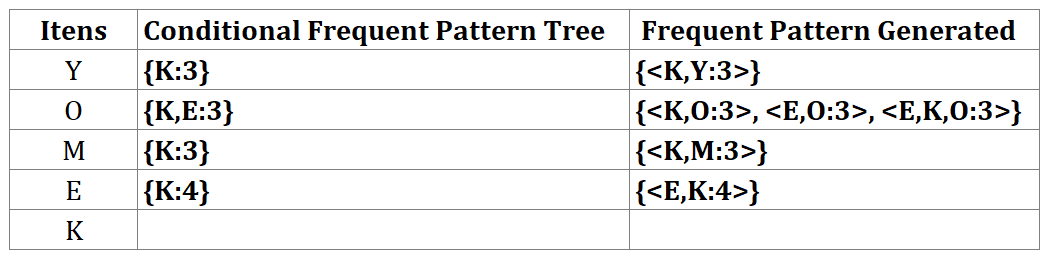 Itens Conditional Frequent Pattern Tree Frequent Pattern Generated
Y {K:3} {<K,Y:3>}
O {K,E:3} {<K,O:3>, <E,O:3>, <E,K,O:3>}
M {K:3} {<K,M:3>}
E {K:4} {<E,K:4>}
K